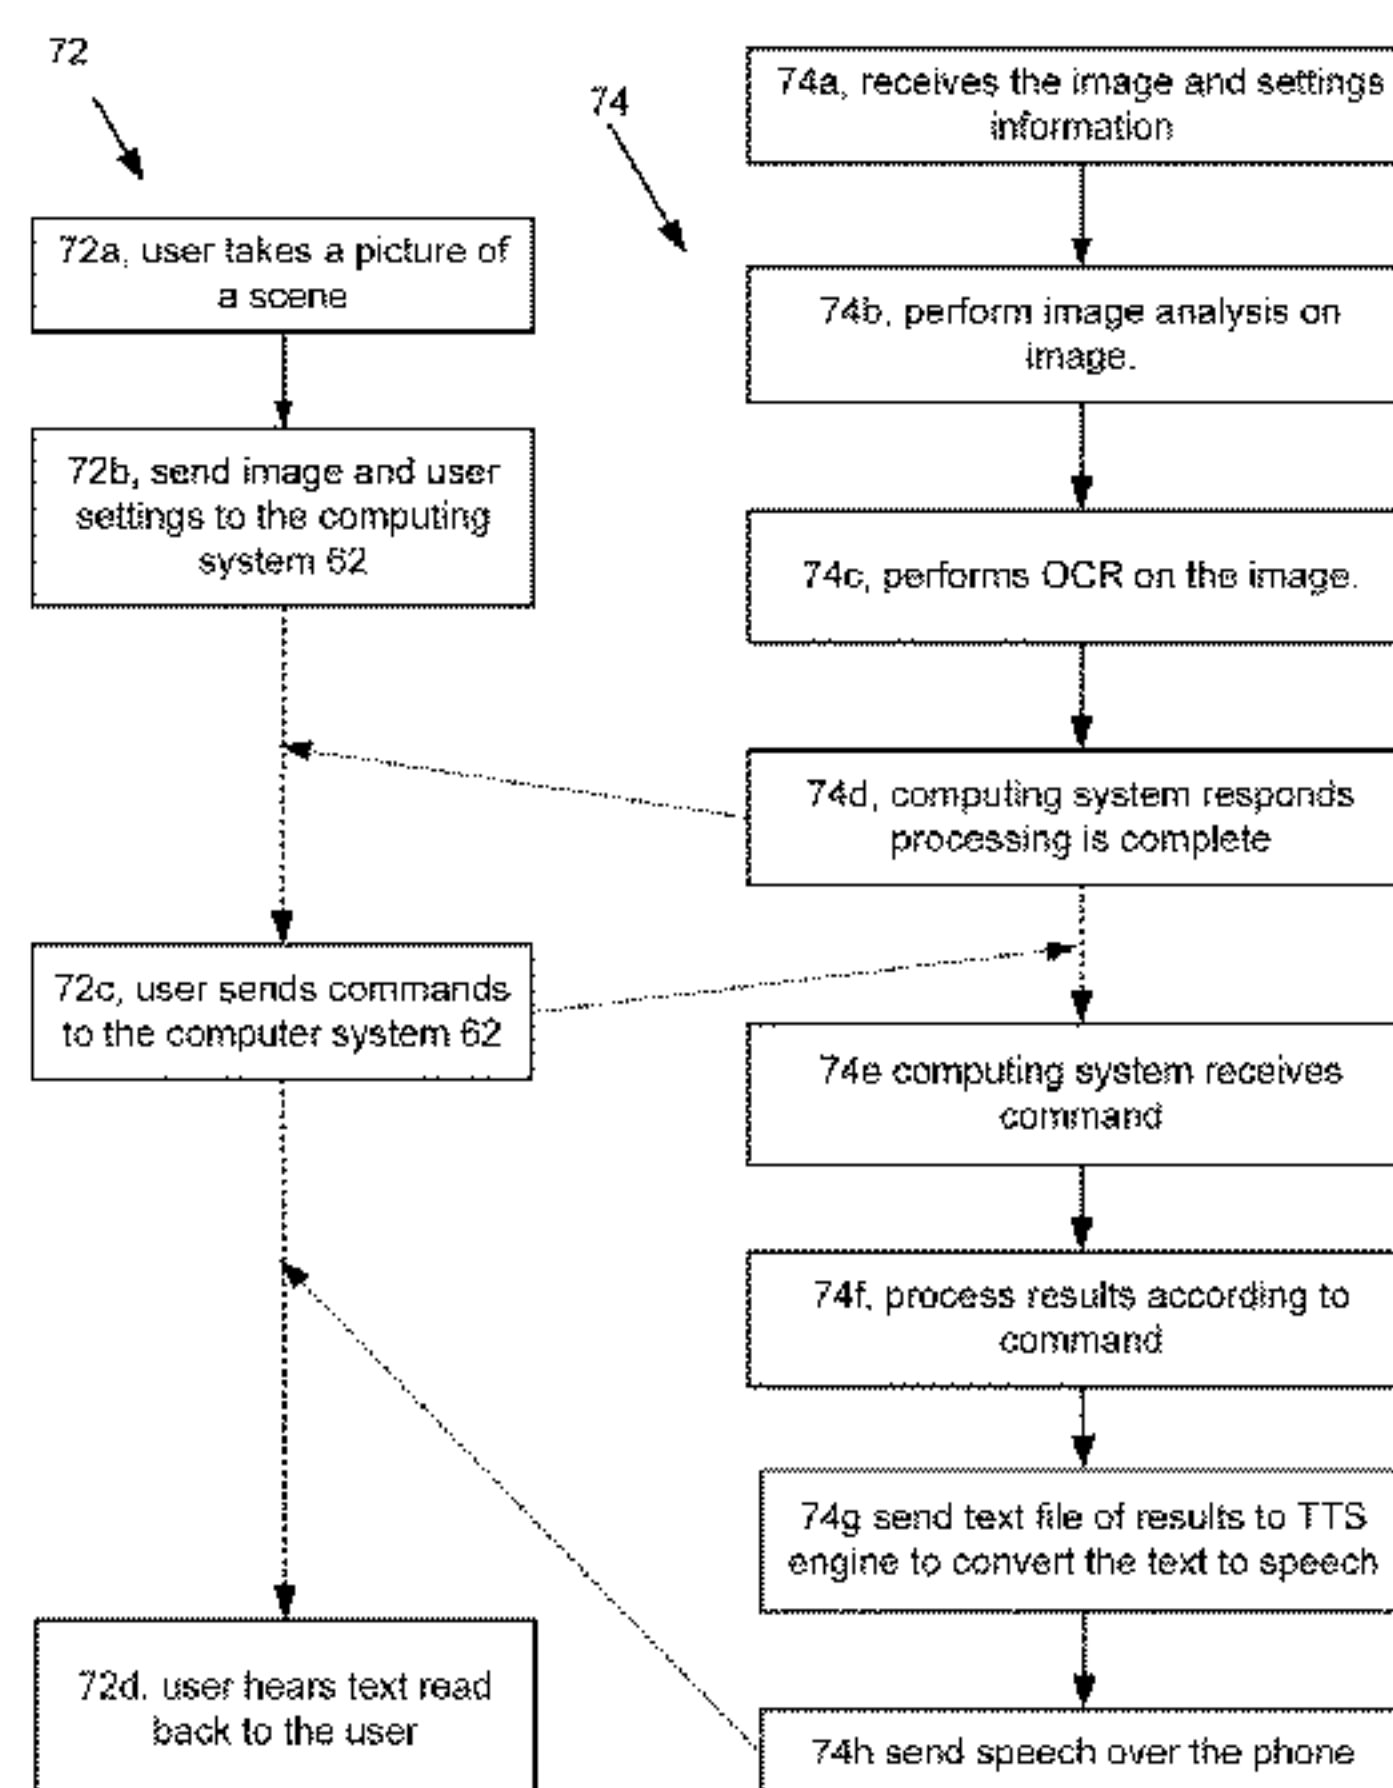 72
72a, user takes a picture of
a scene
72b, send image and user
settings to the computing
system 62
72c, user sends commands
to the computer system 62
72d. user hears text read
back to the user
74
74a, receives the image and settings
information
74b, perform image analysis on
image.
74c, performs OCR on the image.
74d, computing system responds
processing is complete
74e computing system receives
command
74f, process results according to
command
74g send text file of results to TTS
engine to convert the text to speech
74h send speech over the phone